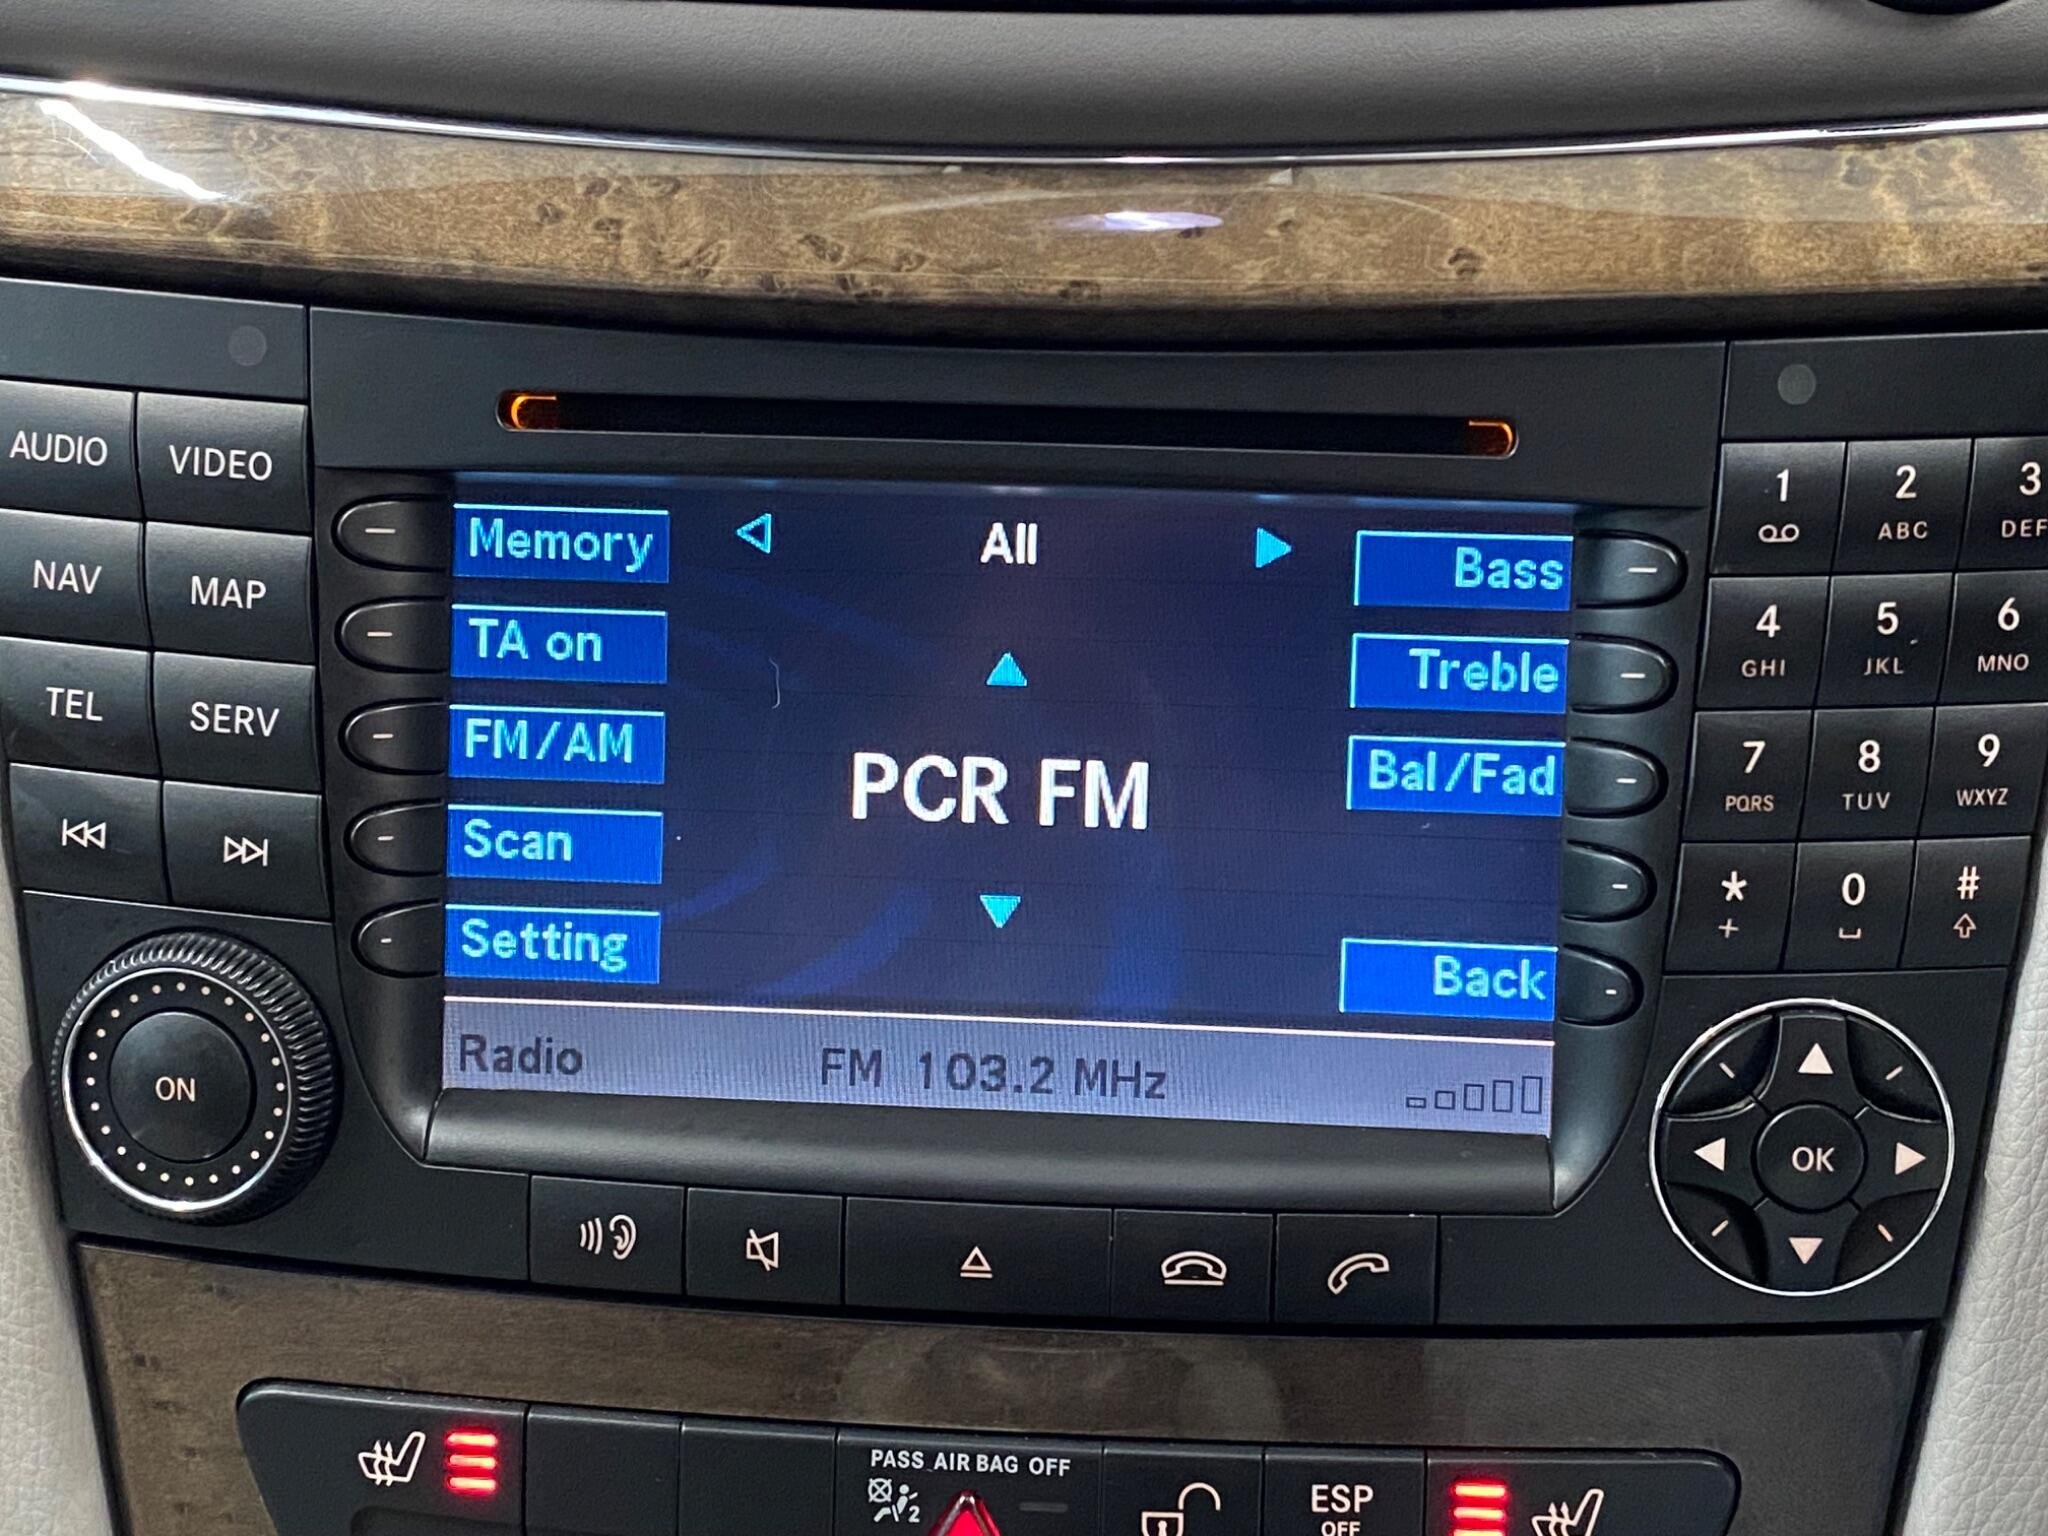 AUDIO
VIDEO
NAV
MAP
TEL
SERV
ON
Memory
TA on
FM/AM
Scan
Setting
All
PCR FM
Bass
Treble
Bal/Fad
Back
Radio FM 103.2 MHz
1
2 ABC
3 DEF
4 GHI
5 JKL
6 MNO
7 PQRS
8 TUV
9 WXYZ
* +
0
#
OK
PASS AIR BAG OFF
2
ESP
OFF